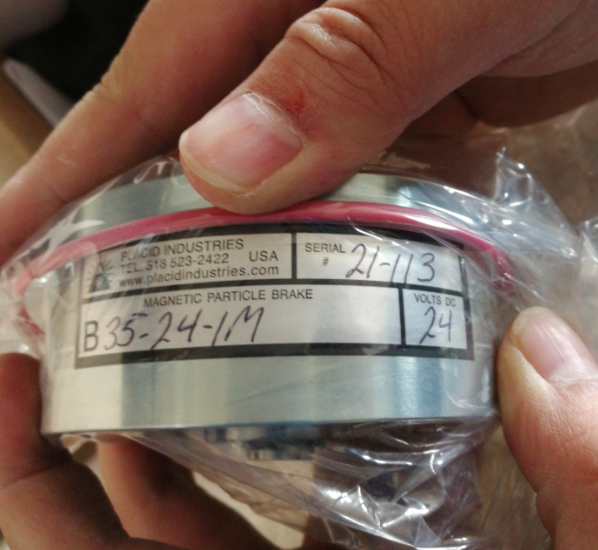 PLACID INDUSTRIES
TEL. 518 523-2422 USA
www.placidindustries.com
SERIAL # 21-113
MAGNETIC PARTICLE BRAKE
B35-24-1M
VOLTS DC
24